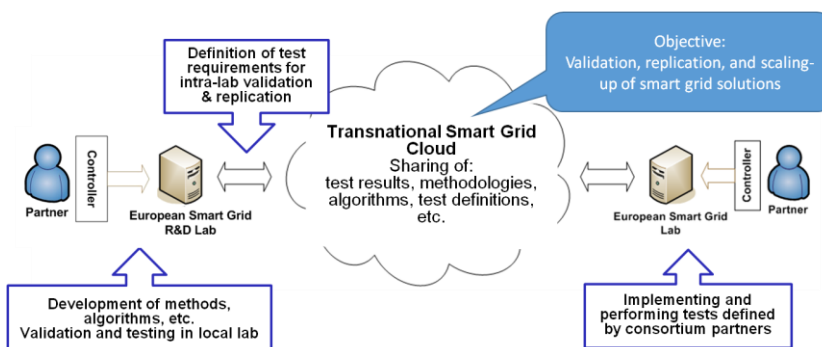 Definition of test
requirements for
intra-lab validation
& replication
Objective:
Validation, replication, and scaling-
up of smart grid solutions
Transnational Smart Grid
Cloud
Sharing of:
test results, methodologies,
algorithms, test definitions,
etc.
Partner
Controller
European Smart Grid
R&D Lab
European Smart Grid
Lab
Controller
Partner
Development of methods,
algorithms, etc.
Validation and testing in local lab
Implementing and
performing tests defined
by consortium partners